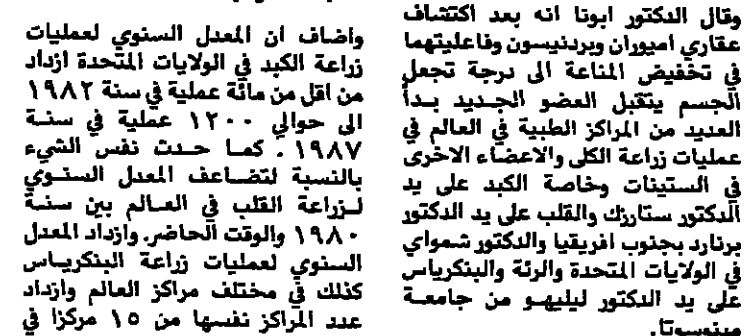 وقال الدكتور ابونا انه بعد اكتشاف
عقاري اميوران وبردنيسون وفاعليتهما
في تخفيض المناعة الى درجة تجعل
الجسم يتقبل العضو الجديد بدأ
العديد من المراكز الطبية في العالم في
عمليات زراعة الكلى والاعضاء الاخرى
في الستينات وخاصة الكبد على يد
الدكتور ستارزك والقلب على يد الدكتور
برنارد بجنوب افريقيا والدكتور شمواي
في الولايات المتحدة والرئة والبنكرياس
على يد الدكتور ليليهو من جامعة
مينوسوتا.
واضاف ان المعدل السنوي لعمليات
زراعة الكبد في الولايات المتحدة ازداد
من اقل من مائة عملية في سنة ١٩٨٢
الى حوالي ١٢٠٠ عملية في سنة
١٩٨٧ . كما حدث نفس الشيء
بالنسبة لتضاعف المعدل السنوي
لزراعة القلب في العالم بين سنة
١٩٨٠ والوقت الحاضر. وازداد المعدل
السنوي لعمليات زراعة البنكرياس
كذلك في مختلف مراكز العالم وازداد
عدد المراكز نفسها من ١٥ مركزا في